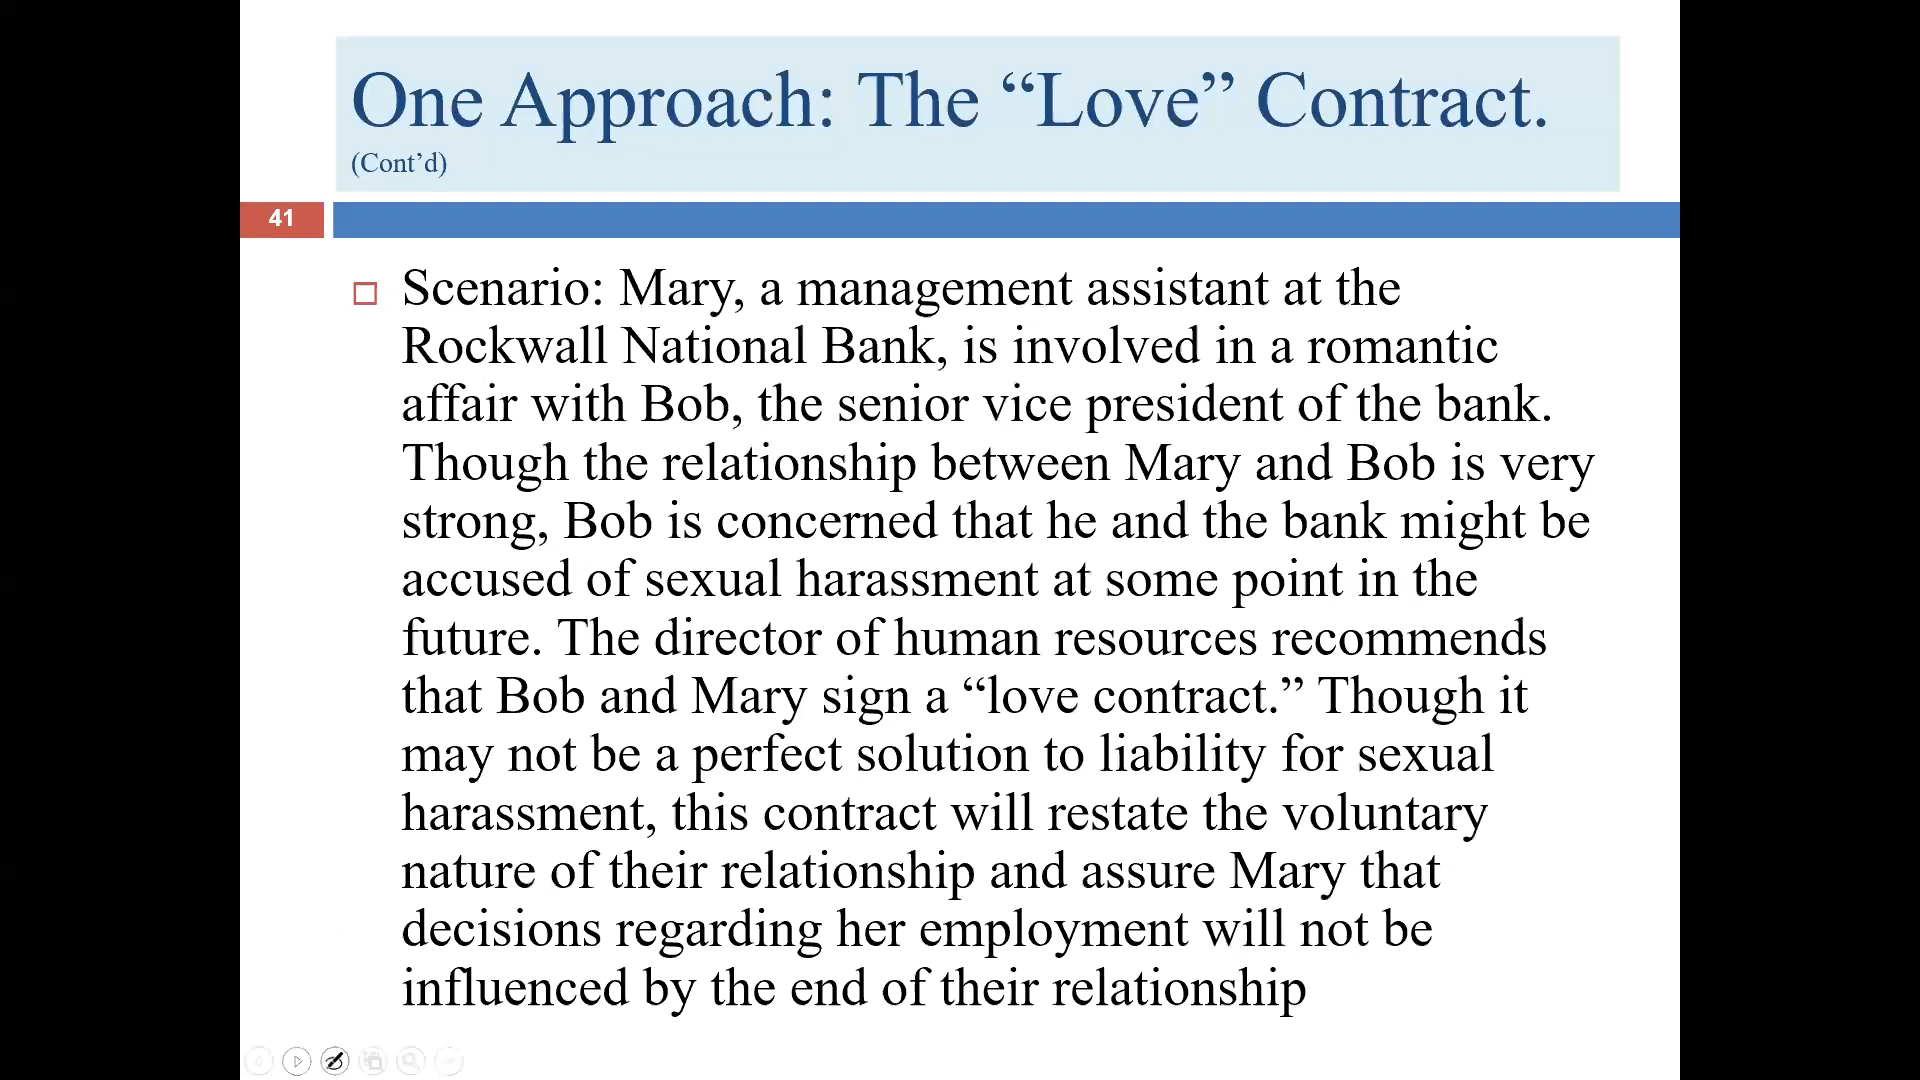 One Approach: The “Love” Contract.
(Cont’d)
41
Scenario: Mary, a management assistant at the
Rockwall National Bank, is involved in a romantic
affair with Bob, the senior vice president of the bank.
Though the relationship between Mary and Bob is very
strong, Bob is concerned that he and the bank might be
accused of sexual harassment at some point in the
future. The director of human resources recommends
that Bob and Mary sign a “love contract.” Though it
may not be a perfect solution to liability for sexual
harassment, this contract will restate the voluntary
nature of their relationship and assure Mary that
decisions regarding her employment will not be
influenced by the end of their relationship